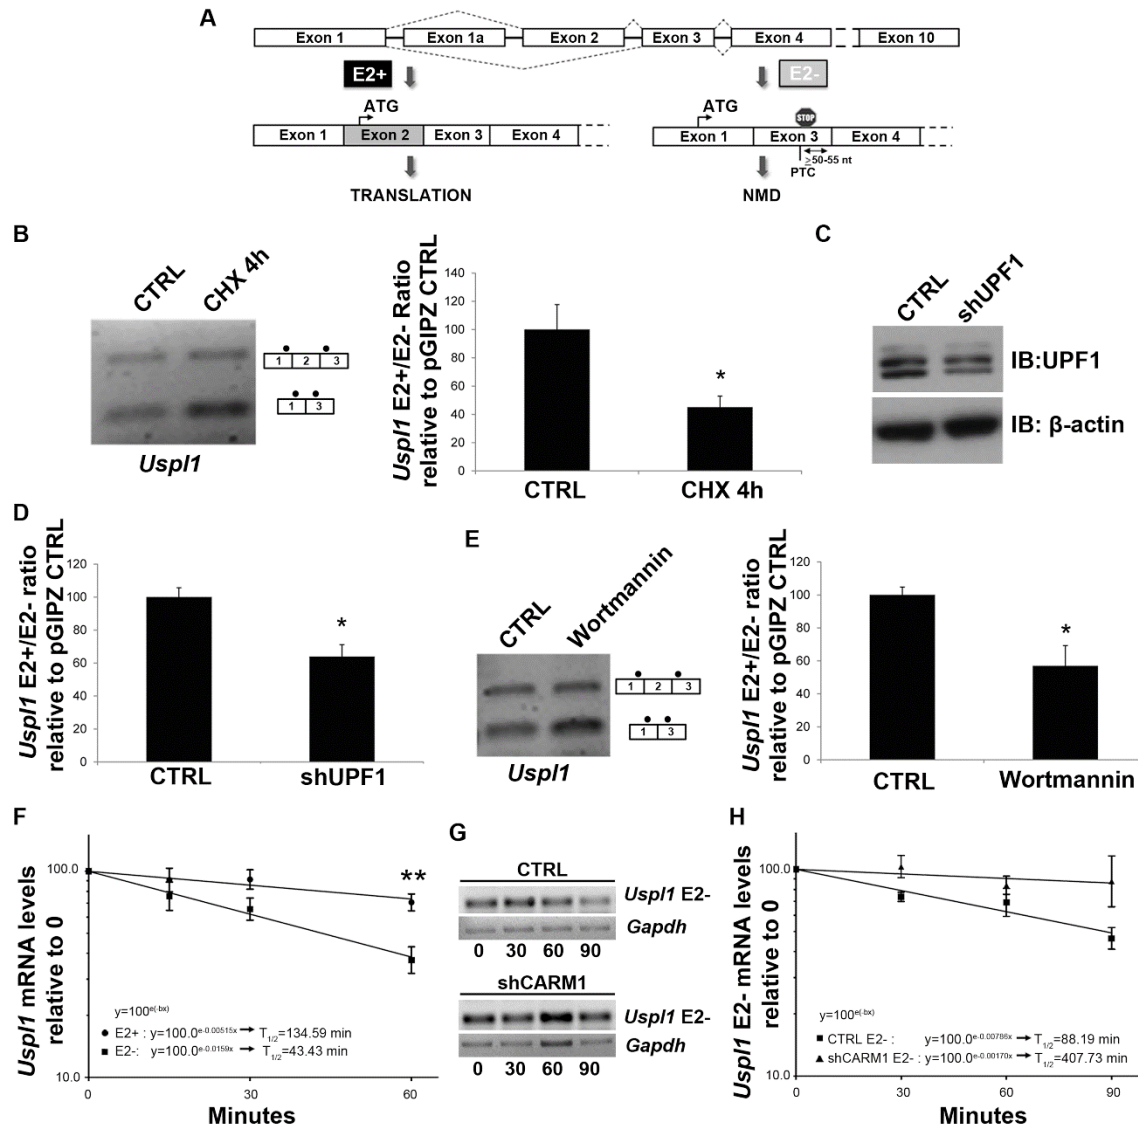 A
Exon 1 Exon 1a Exon 2 Exon 3 Exon 4 Exon 10
E2+ E2-
ATG ATG
STOP
Exon 1 Exon 2 Exon 3 Exon 4 Exon 1 Exon 3 Exon 4
≥50-55 nt
PTC
TRANSLATION NMD
B
CTRL CHX 4h
1 2 3
1 3
Uspl1
Uspl1 E2+/E2- Ratio
relative to pGIPZ CTRL
140
120
100
80
60
40
20
0
*
CTRL CHX 4h
C
CTRL shUPF1
IB:UPF1
IB: β-actin
D
Uspl1 E2+/E2- ratio
relative to pGIPZ CTRL
120
100
80
60
40
20
0
*
CTRL shUPF1
E
CTRL Wortmannin
1 2 3
1 3
Uspl1
Uspl1 E2+/E2- ratio
relative to pGIPZ CTRL
120
100
80
60
40
20
0
*
CTRL Wortmannin
F
Uspl1 mRNA levels
relative to 0
100.0
10.0
**
y=100e(-bx)
E2+ : y=100.0e-0.00515x → T1/2=134.59 min
E2-: y=100.0e-0.0159x → T1/2=43.43 min
0 30 60
Minutes
G
CTRL
Uspl1 E2-
Gapdh
0 30 60 90
shCARM1
Uspl1 E2-
Gapdh
0 30 60 90
H
Uspl1 E2- mRNA levels
relative to 0
100.0
10.0
y=100e(-bx)
CTRL E2- : y=100.0e-0.00786x → T1/2=88.19 min
shCARM1 E2- : y=100.0e-0.00170x → T1/2=407.73 min
0 30 60 90
Minutes